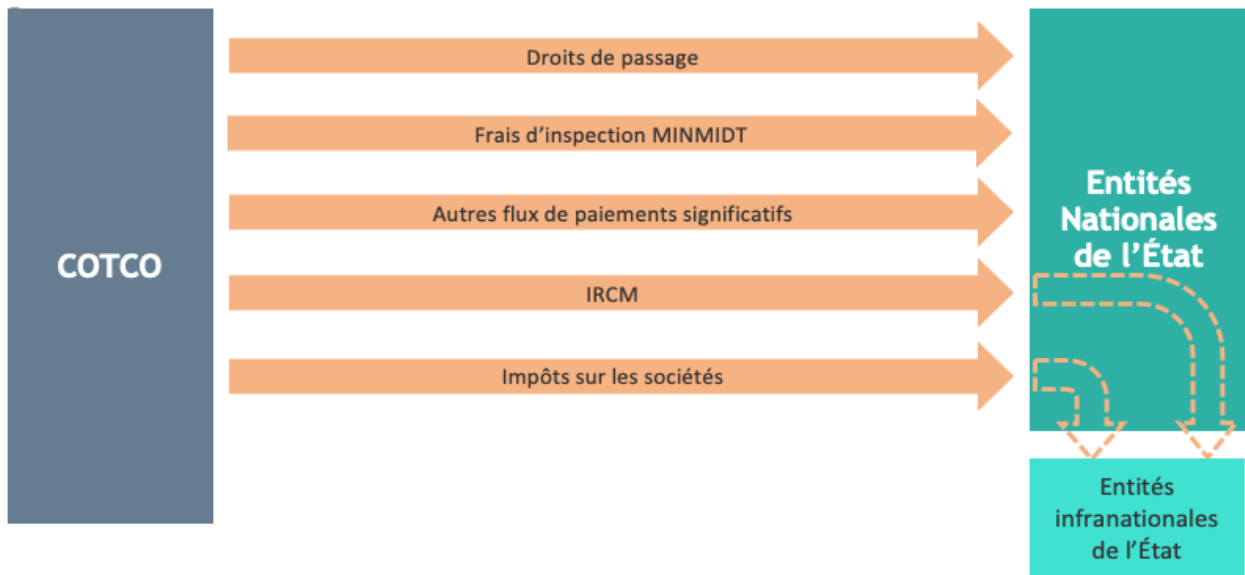 COTCO
Droits de passage
Frais d’inspection MINMIDT
Autres flux de paiements significatifs
IRCM
Impôts sur les sociétés
Entités
Nationales
de l’État
Entités
infranationales
de l’État